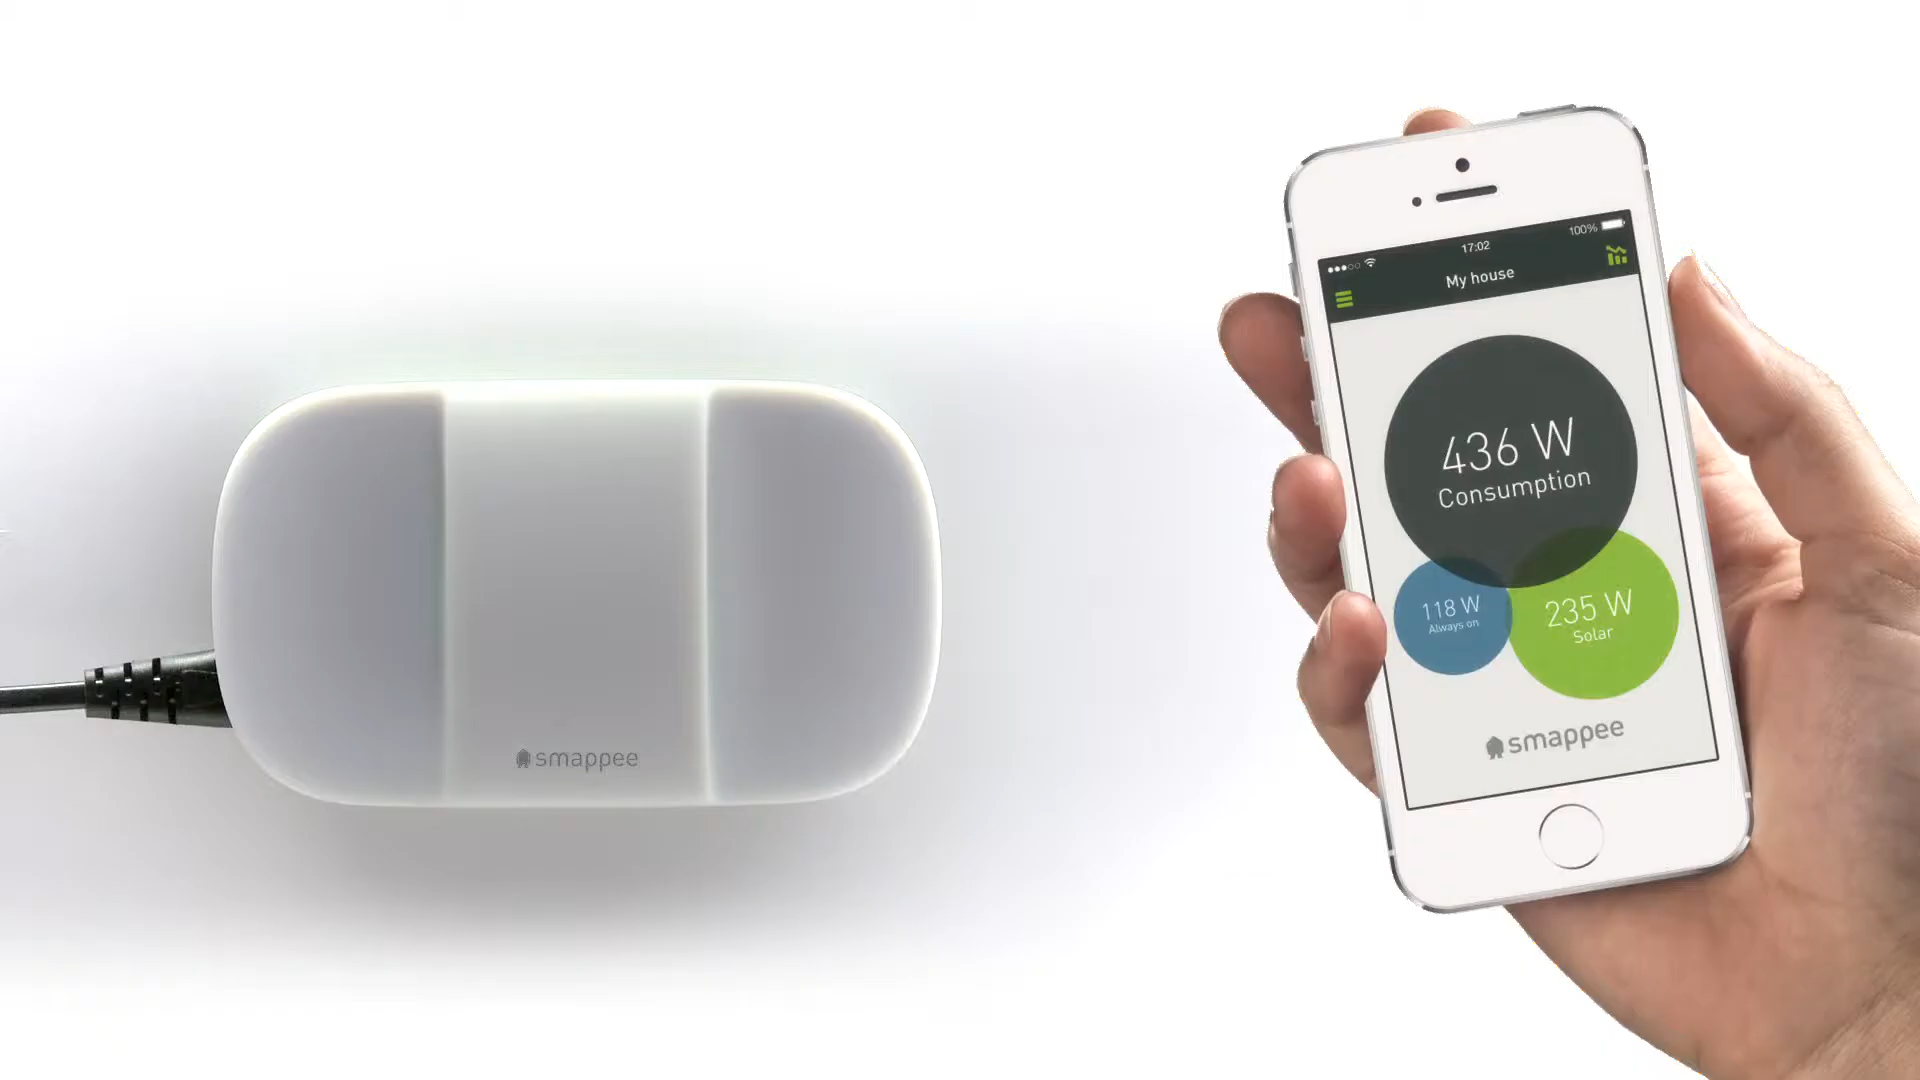 smappee
100%
17:02
My house
436 W
Consumption
118 W
Always on
235 W
Solar
smappee